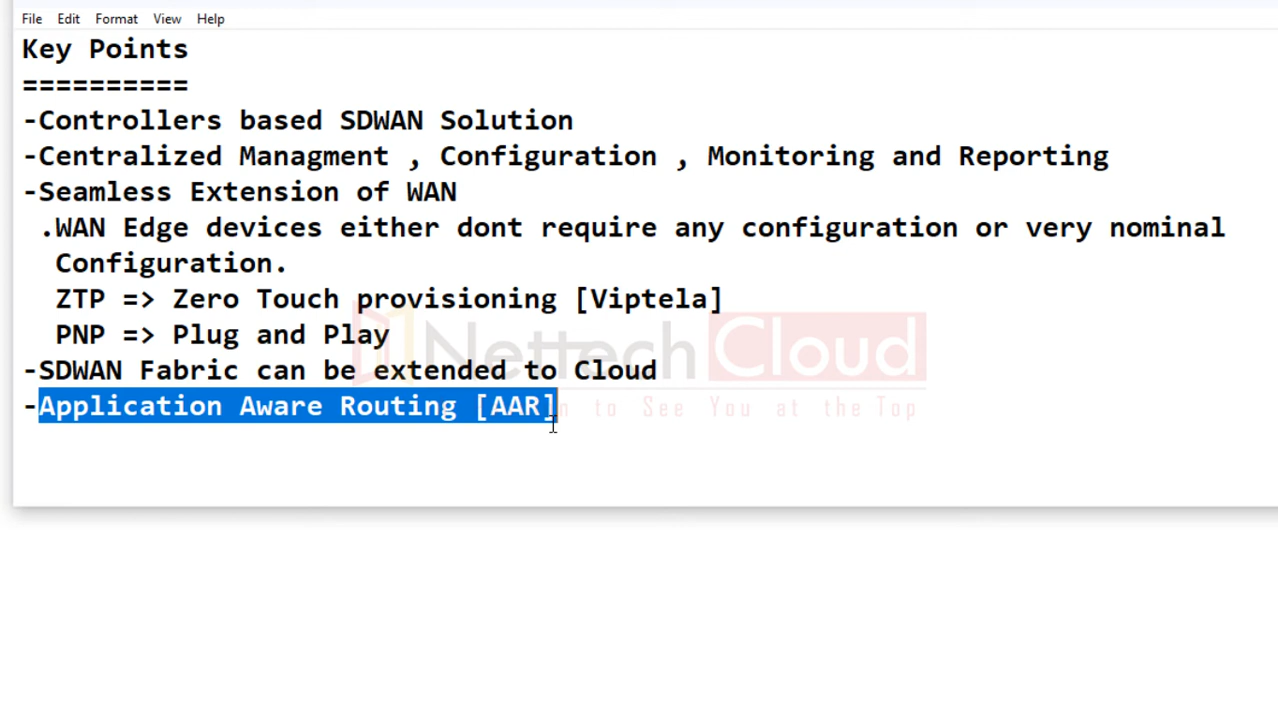 File Edit Format View Help
Key Points
==========
-Controllers based SDWAN Solution
-Centralized Managment , Configuration , Monitoring and Reporting
-Seamless Extension of WAN
.WAN Edge devices either dont require any configuration or very nominal
Configuration.
ZTP => Zero Touch provisioning [Viptela]
PNP => Plug and Play
Nettech Cloud
-SDWAN Fabric can be extended to Cloud
-Application Aware Routing [AAR]
to See You at the Top